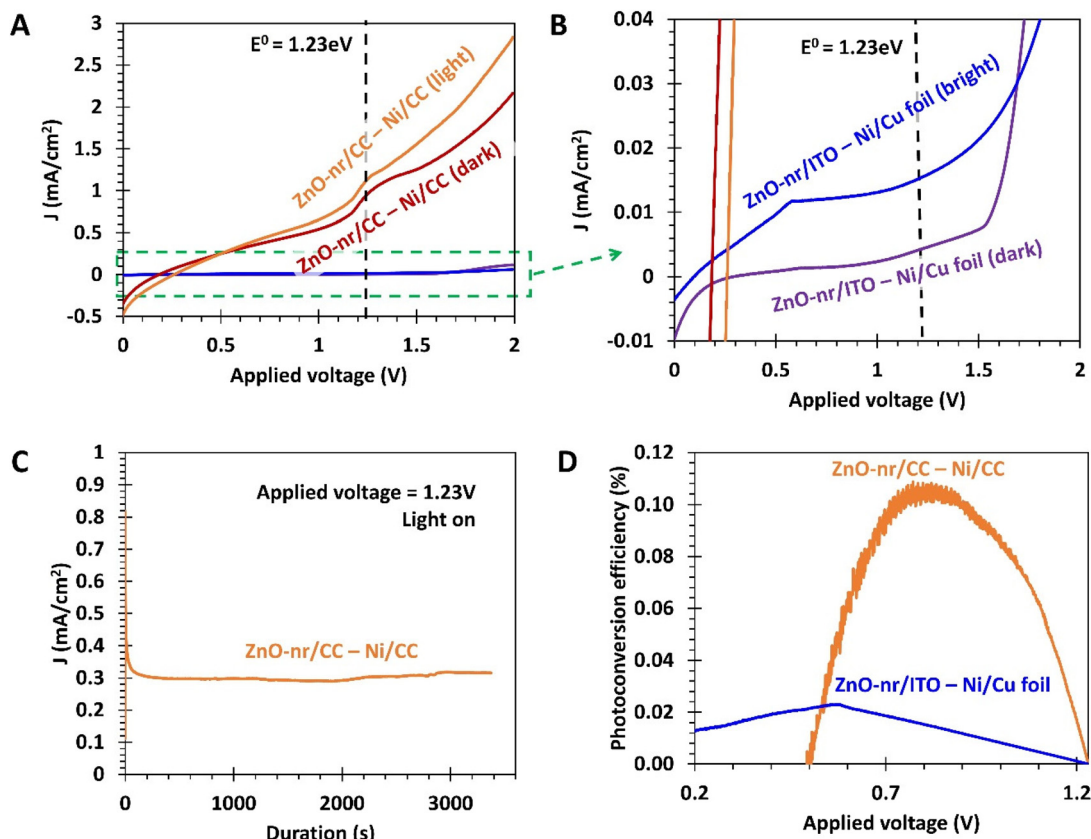 A
E⁰ = 1.23eV
ZnO-nr/CC – Ni/CC (light)
ZnO-nr/CC – Ni/CC (dark)
J (mA/cm²)
3
2.5
2
1.5
1
0.5
0
-0.5
0
0.5
1
1.5
2
Applied voltage (V)
B
E⁰ = 1.23eV
ZnO-nr/ITO – Ni/Cu foil (bright)
ZnO-nr/ITO – Ni/Cu foil (dark)
J (mA/cm²)
0.04
0.03
0.02
0.01
0
-0.01
0
0.5
1
1.5
2
Applied voltage (V)
C
Applied voltage = 1.23V
Light on
ZnO-nr/CC – Ni/CC
J (mA/cm²)
1
0.9
0.8
0.7
0.6
0.5
0.4
0.3
0.2
0.1
0
0
1000
2000
3000
Duration (s)
D
ZnO-nr/CC – Ni/CC
ZnO-nr/ITO – Ni/Cu foil
Photoconversion efficiency (%)
0.12
0.10
0.08
0.06
0.04
0.02
0.00
0.2
0.7
1.2
Applied voltage (V)